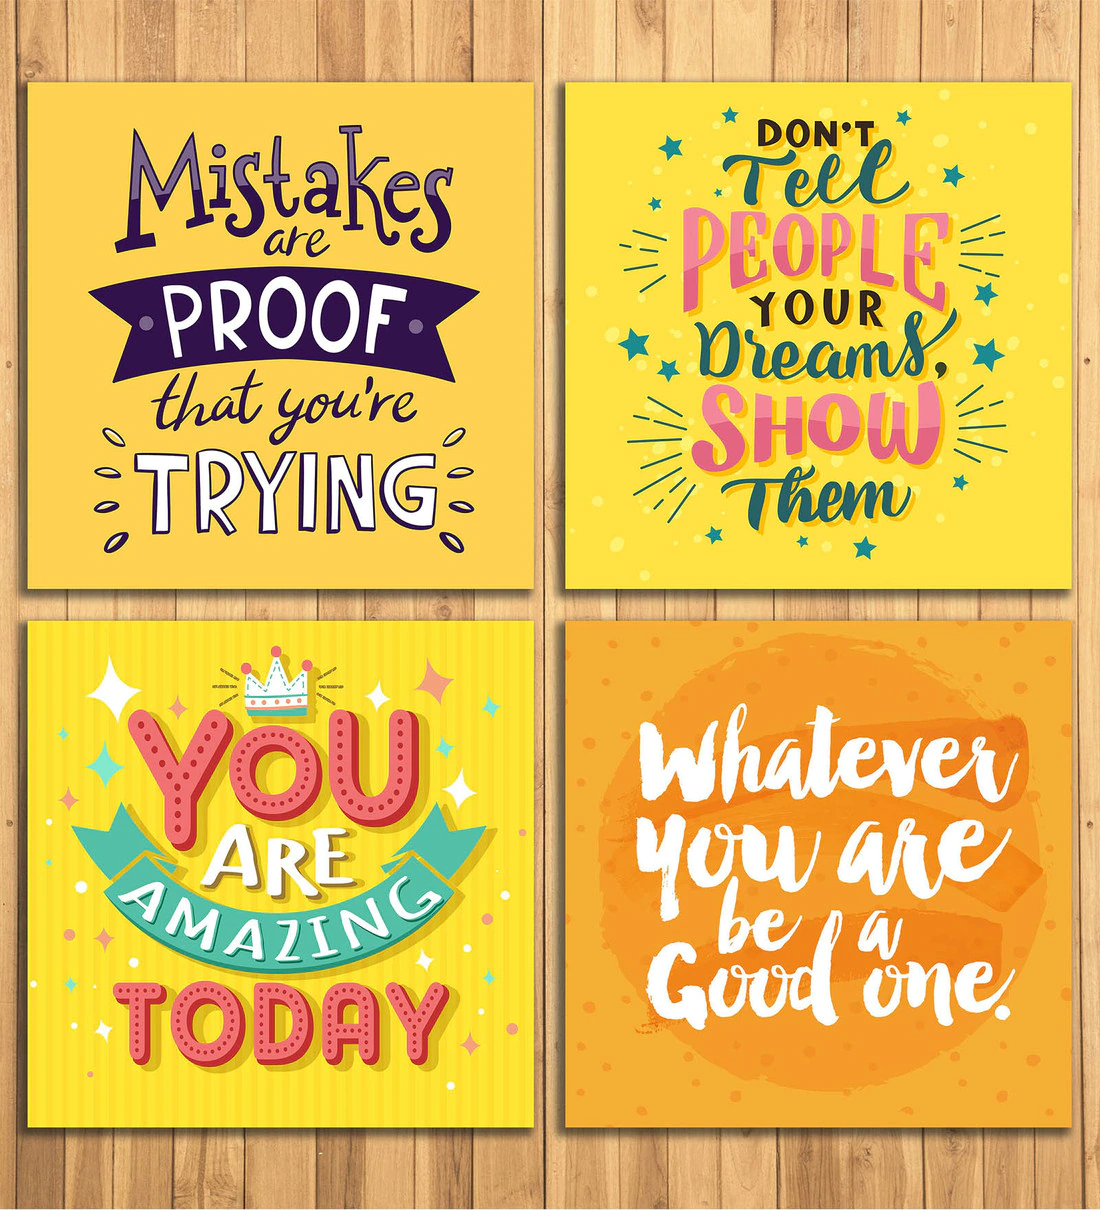 Mistakes
are
PROOF
that you're
TRYING
DON'T
Tell
PEOPLE
YOUR
Dreams,
SHOW
Them
YOU
ARE
AMAZING
TODAY
Whatever
you are
be a
Good one.